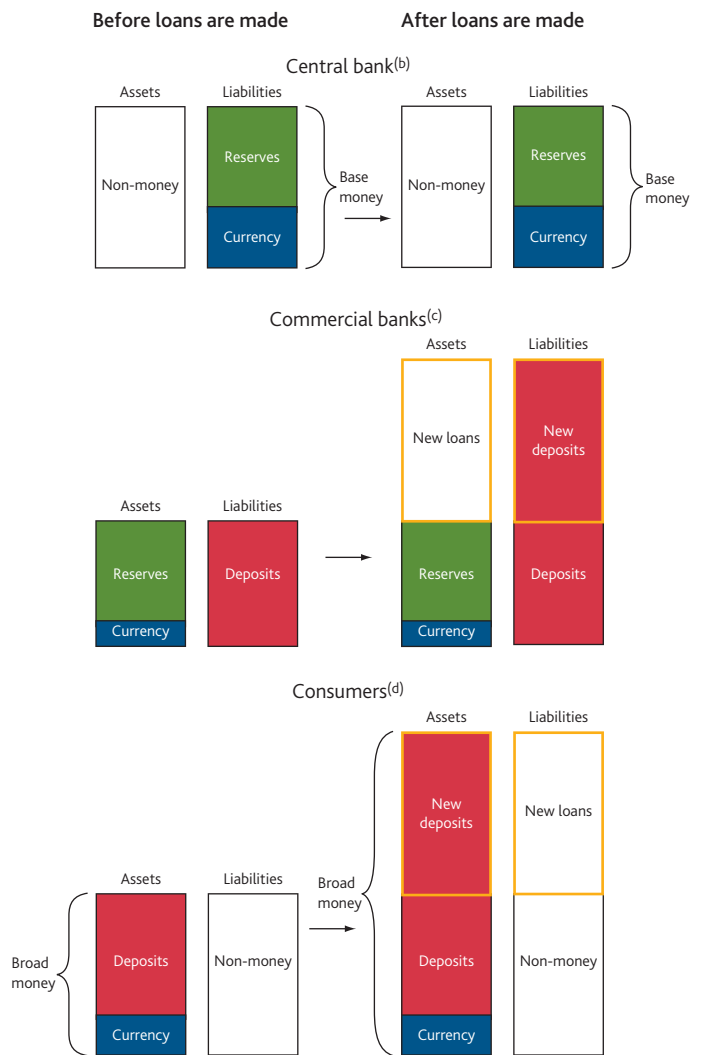 Before loans are made
After loans are made
Central bank(b)
Assets
Liabilities
Assets
Liabilities
Non-money
Reserves
Currency
Base
money
Non-money
Reserves
Currency
Base
money
Commercial banks(c)
Assets
Liabilities
New loans
New
deposits
Assets
Liabilities
Reserves
Currency
Deposits
Reserves
Currency
Deposits
Consumers(d)
Assets
Liabilities
New
deposits
New loans
Assets
Liabilities
Broad
money
Deposits
Currency
Non-money
Broad
money
Deposits
Currency
Non-money